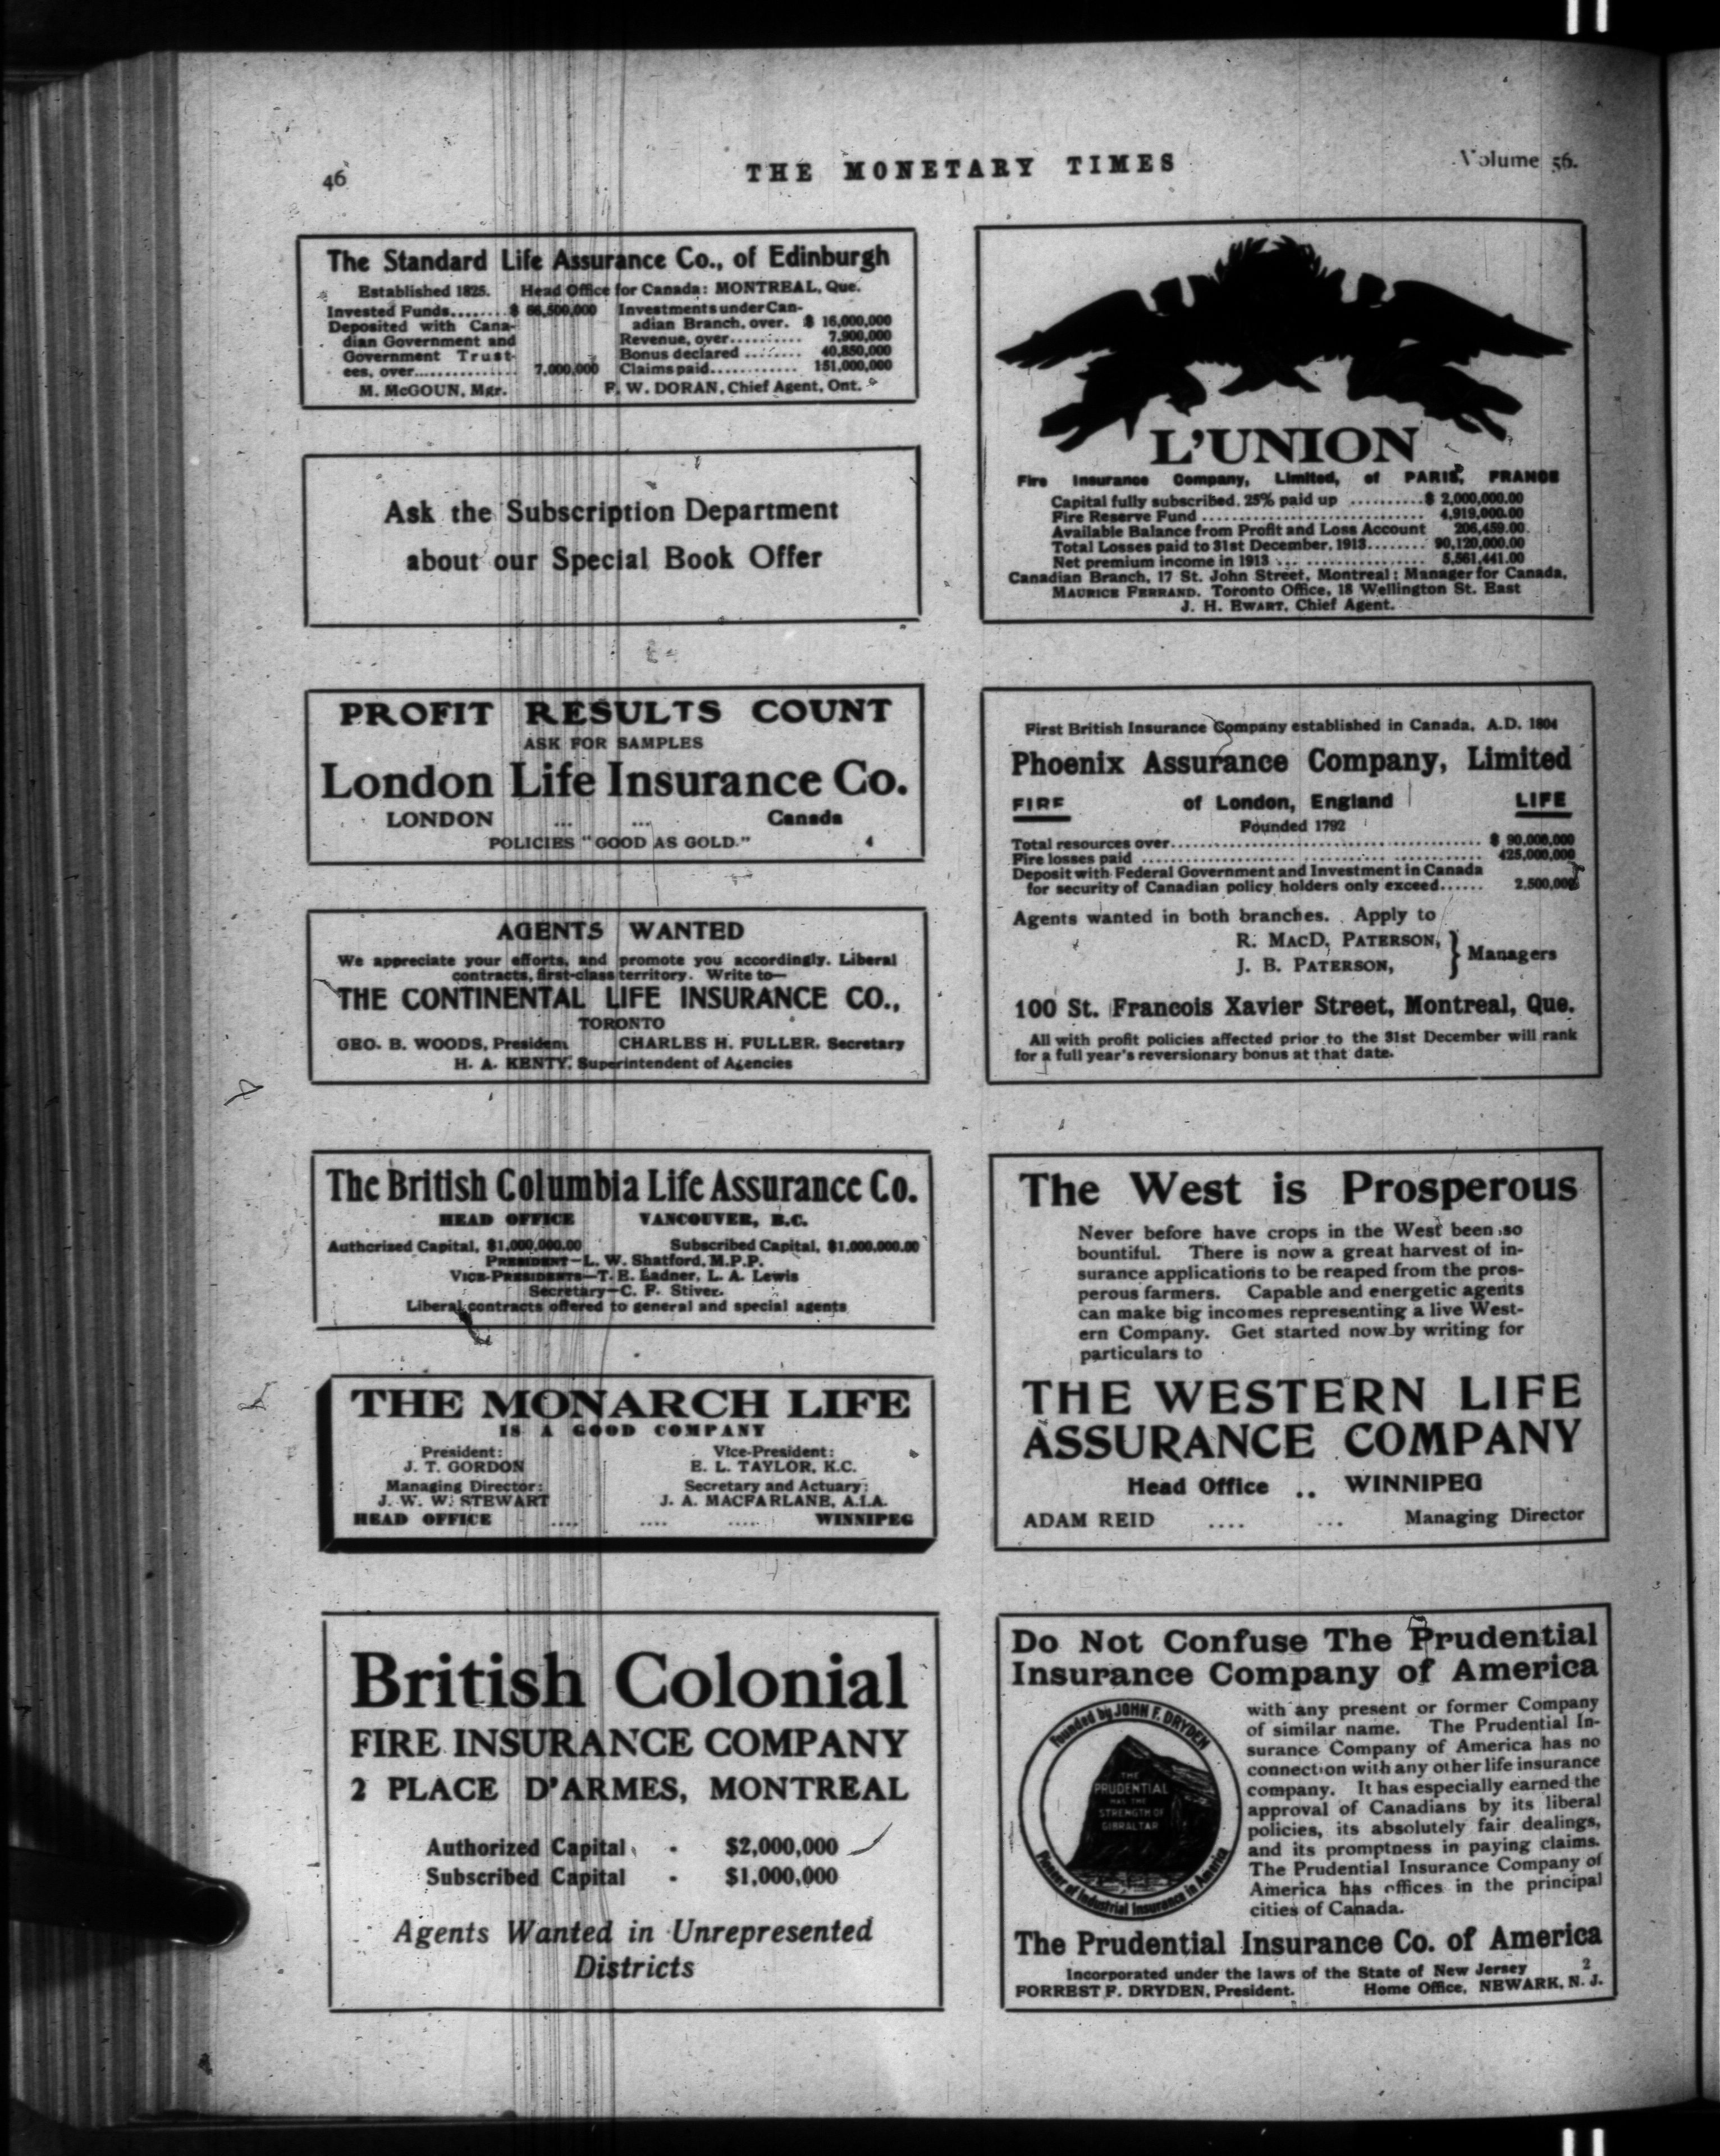 46
THE MONETARY TIMES
Volume 56.
The Standard Life Assurance Co., of Edinburgh
Established 1825. Head Office for Canada: MONTREAL, Que.
Invested Funds........$ 66,500,000
Deposited with Cana-
dian Government and
Government Trust-
ees, over.............. 7,000,000
Investments under Can-
adian Branch, over. $ 16,000,000
Revenue, over.......... 7,900,000
Bonus declared ........ 40,850,000
Claims paid............ 151,000,000
M. McGOUN, Mgr. F. W. DORAN, Chief Agent, Ont.
Ask the Subscription Department
about our Special Book Offer
PROFIT RESULTS COUNT
ASK FOR SAMPLES
London Life Insurance Co.
LONDON ... ... Canada
POLICIES "GOOD AS GOLD." 4
AGENTS WANTED
We appreciate your efforts, and promote you accordingly. Liberal
contracts, first-class territory. Write to—
THE CONTINENTAL LIFE INSURANCE CO.,
TORONTO
GEO. B. WOODS, President CHARLES H. FULLER, Secretary
H. A. KENTY, Superintendent of Agencies
The British Columbia Life Assurance Co.
HEAD OFFICE VANCOUVER, B.C.
Authorized Capital, $1,000,000.00 Subscribed Capital, $1,000,000.00
PRESIDENT—L. W. Shatford, M.P.P.
VICE-PRESIDENTS—T. E. Ladner, L. A. Lewis
Secretary—C. F. Stiver.
Liberal contracts offered to general and special agents
THE MONARCH LIFE
IS A GOOD COMPANY
President: Vice-President:
J. T. GORDON E. L. TAYLOR, K.C.
Managing Director: Secretary and Actuary:
J. W. W. STEWART J. A. MACFARLANE, A.I.A.
HEAD OFFICE .... .... .... WINNIPEG
British Colonial
FIRE INSURANCE COMPANY
2 PLACE D'ARMES, MONTREAL
Authorized Capital - $2,000,000
Subscribed Capital - $1,000,000
Agents Wanted in Unrepresented
Districts
L'UNION
Fire Insurance Company, Limited, of PARIS, FRANCE
Capital fully subscribed, 25% paid up ..........$ 2,000,000.00
Fire Reserve Fund .............................. 4,919,000.00
Available Balance from Profit and Loss Account 206,459.00
Total Losses paid to 31st December, 1913........ 90,120,000.00
Net premium income in 1913 ... ................. 5,561,441.00
Canadian Branch, 17 St. John Street, Montreal; Manager for Canada,
MAURICE FERRAND. Toronto Office, 18 Wellington St. East
J. H. EWART, Chief Agent.
First British Insurance Company established in Canada, A.D. 1804
Phoenix Assurance Company, Limited
FIRE of London, England LIFE
Founded 1792
Total resources over...................................... $ 90,000,000
Fire losses paid .......................................... 425,000,000
Deposit with Federal Government and Investment in Canada
for security of Canadian policy holders only exceed...... 2,500,000
Agents wanted in both branches. Apply to
R. MACD. PATERSON,
J. B. PATERSON, } Managers
100 St. Francois Xavier Street, Montreal, Que.
All with profit policies affected prior to the 31st December will rank
for a full year's reversionary bonus at that date.
The West is Prosperous
Never before have crops in the West been so
bountiful. There is now a great harvest of in-
surance applications to be reaped from the pros-
perous farmers. Capable and energetic agents
can make big incomes representing a live West-
ern Company. Get started now by writing for
particulars to
THE WESTERN LIFE
ASSURANCE COMPANY
Head Office .. WINNIPEG
ADAM REID .... ... Managing Director
Do Not Confuse The Prudential
Insurance Company of America
Founded by JOHN F. DRYDEN
THE
PRUDENTIAL
HAS THE
STRENGTH OF
GIBRALTAR
Pioneer of Industrial Insurance in America
with any present or former Company
of similar name. The Prudential In-
surance Company of America has no
connection with any other life insurance
company. It has especially earned the
approval of Canadians by its liberal
policies, its absolutely fair dealings,
and its promptness in paying claims.
The Prudential Insurance Company of
America has offices in the principal
cities of Canada.
The Prudential Insurance Co. of America
Incorporated under the laws of the State of New Jersey 2
FORREST F. DRYDEN, President. Home Office, NEWARK, N. J.